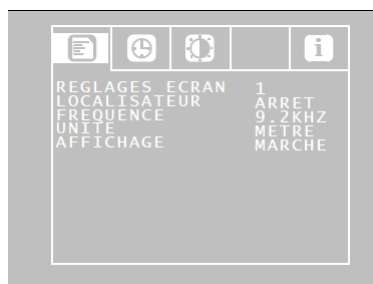 REGLAGES ECRAN 1
LOCALISATEUR ARRET
FREQUENCE 9.2KHZ
UNITE METRE
AFFICHAGE MARCHE